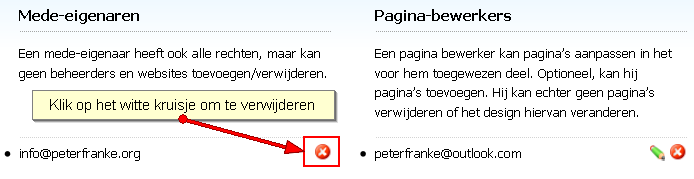 Mede-eigenaren
Een mede-eigenaar heeft ook alle rechten, maar kan
geen beheerders en websites toevoegen/verwijderen.
Klik op het witte kruisje om te verwijderen
info@peterfranke.org
Pagina-bewerkers
Een pagina bewerker kan pagina's aanpassen in het
voor hem toegewezen deel. Optioneel, kan hij
pagina's toevoegen. Hij kan echter geen pagina's
verwijderen of het design hiervan veranderen.
peterfranke@outlook.com